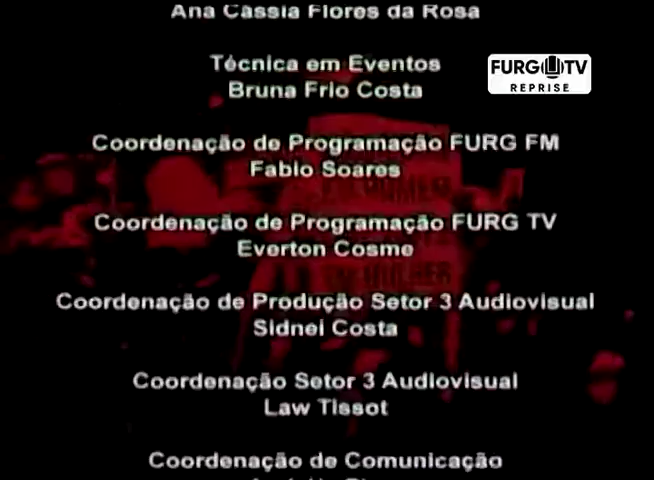 Ana Cássia Flores da Rosa
Técnica em Eventos
Bruna Frio Costa
FURG TV
REPRISE
Coordenação de Programação FURG FM
Fabio Soares
Coordenação de Programação FURG TV
Everton Cosme
MULHER
Coordenação de Produção Setor 3 Audiovisual
Sidnei Costa
Coordenação Setor 3 Audiovisual
Law Tissot
Coordenação de Comunicação